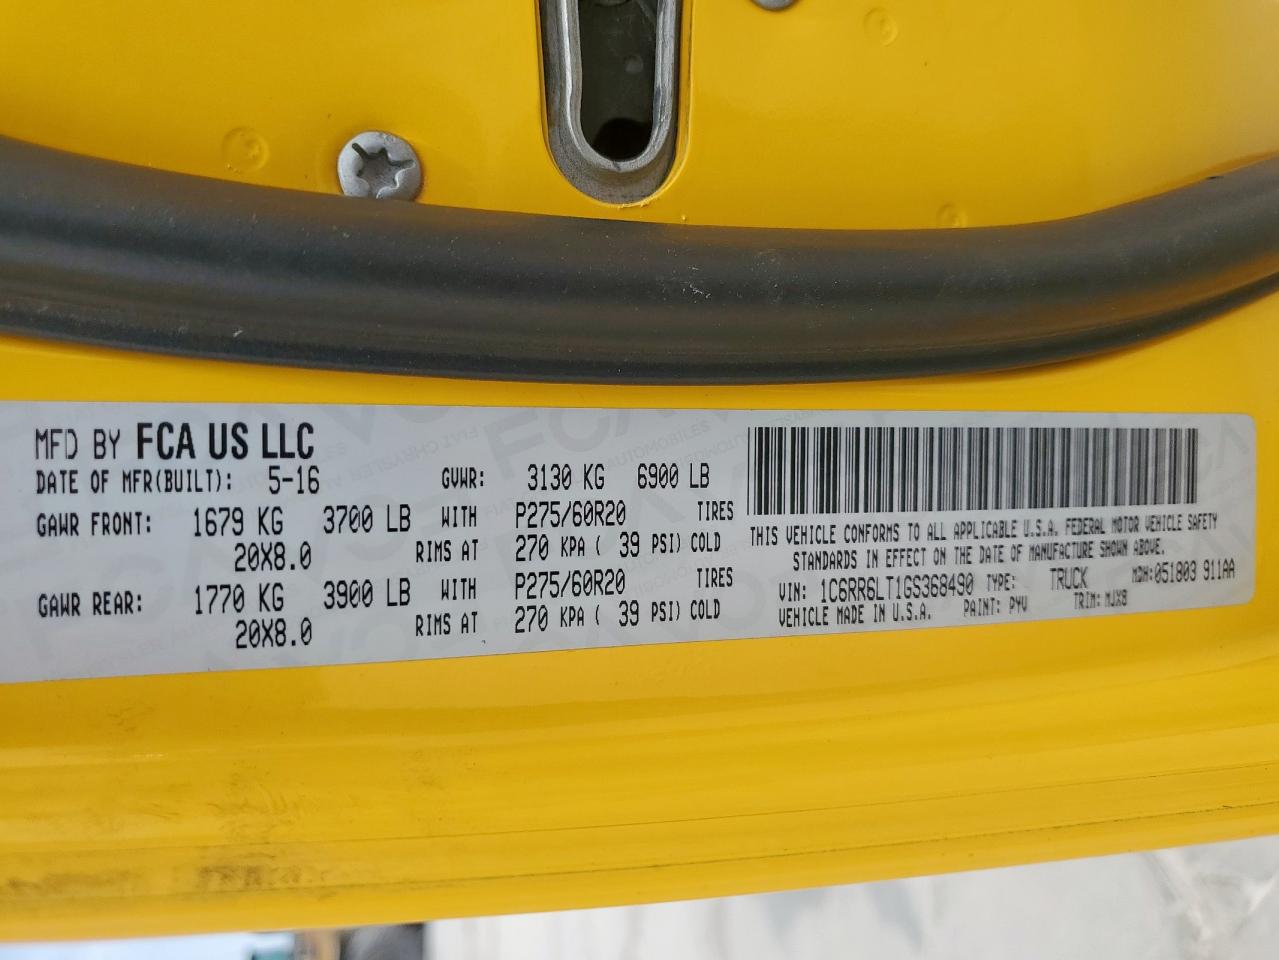 MFD BY FCA US LLC
DATE OF MFR(BUILT): 5-16 GVWR: 3130 KG 6900 LB
GAWR FRONT: 1679 KG 3700 LB WITH P275/60R20 TIRES
20X8.0 RIMS AT 270 KPA ( 39 PSI) COLD
GAWR REAR: 1770 KG 3900 LB WITH P275/60R20 TIRES
20X8.0 RIMS AT 270 KPA ( 39 PSI) COLD
THIS VEHICLE CONFORMS TO ALL APPLICABLE U.S.A. FEDERAL MOTOR VEHICLE SAFETY
STANDARDS IN EFFECT ON THE DATE OF MANUFACTURE SHOWN ABOVE.
VIN: 1C6RR6LT1GS368490 TYPE: TRUCK MDH:051803 911AA
VEHICLE MADE IN U.S.A. PAINT: PYV TRIM: MJX8